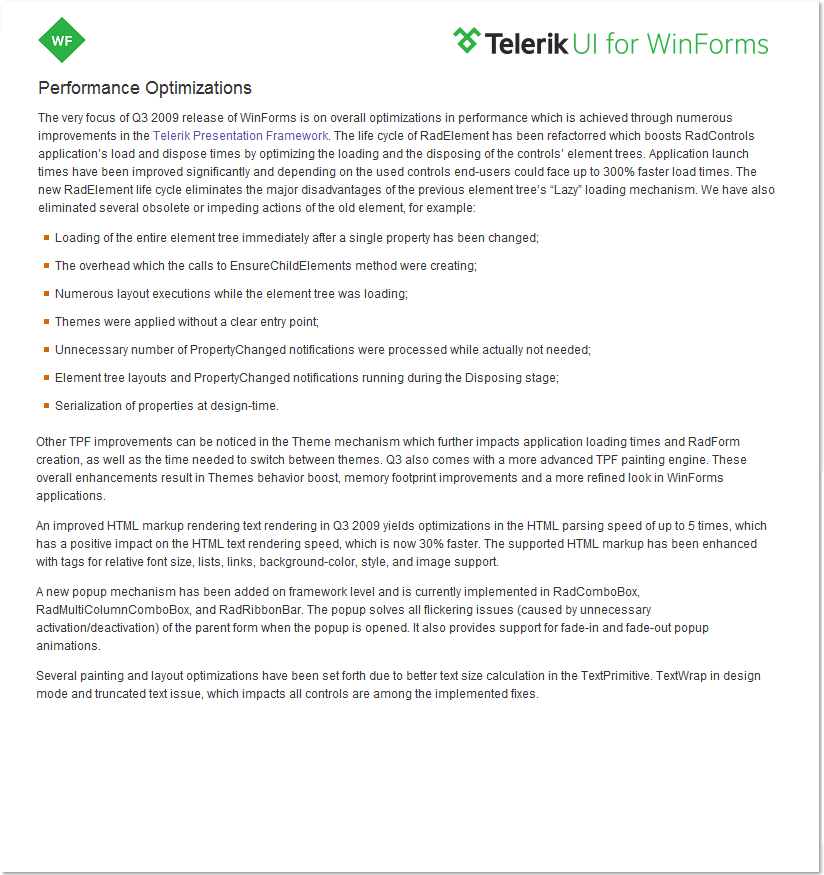 WF
Telerik UI for WinForms
Performance Optimizations
The very focus of Q3 2009 release of WinForms is on overall optimizations in performance which is achieved through numerous
improvements in the Telerik Presentation Framework. The life cycle of RadElement has been refactorred which boosts RadControls
application's load and dispose times by optimizing the loading and the disposing of the controls' element trees. Application launch
times have been improved significantly and depending on the used controls end-users could face up to 300% faster load times. The
new RadElement life cycle eliminates the major disadvantages of the previous element tree's “Lazy” loading mechanism. We have also
eliminated several obsolete or impeding actions of the old element, for example:
Loading of the entire element tree immediately after a single property has been changed;
The overhead which the calls to EnsureChildElements method were creating;
Numerous layout executions while the element tree was loading;
Themes were applied without a clear entry point;
Unnecessary number of PropertyChanged notifications were processed while actually not needed;
Element tree layouts and PropertyChanged notifications running during the Disposing stage;
Serialization of properties at design-time.
Other TPF improvements can be noticed in the Theme mechanism which further impacts application loading times and RadForm
creation, as well as the time needed to switch between themes. Q3 also comes with a more advanced TPF painting engine. These
overall enhancements result in Themes behavior boost, memory footprint improvements and a more refined look in WinForms
applications.
An improved HTML markup rendering text rendering in Q3 2009 yields optimizations in the HTML parsing speed of up to 5 times, which
has a positive impact on the HTML text rendering speed, which is now 30% faster. The supported HTML markup has been enhanced
with tags for relative font size, lists, links, background-color, style, and image support.
A new popup mechanism has been added on framework level and is currently implemented in RadComboBox,
RadMultiColumnComboBox, and RadRibbonBar. The popup solves all flickering issues (caused by unnecessary
activation/deactivation) of the parent form when the popup is opened. It also provides support for fade-in and fade-out popup
animations.
Several painting and layout optimizations have been set forth due to better text size calculation in the TextPrimitive. TextWrap in design
mode and truncated text issue, which impacts all controls are among the implemented fixes.